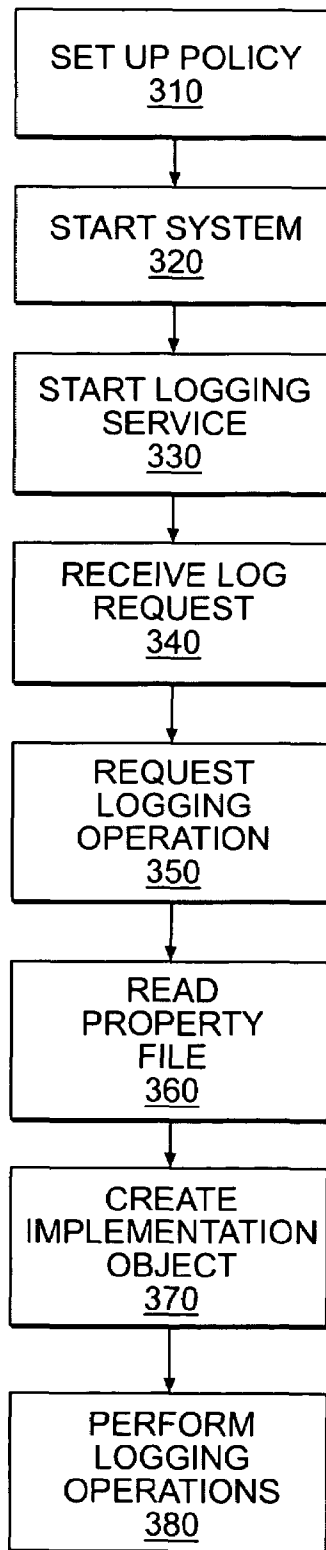 SET UP POLICY
310
START SYSTEM
320
START LOGGING
SERVICE
330
RECEIVE LOG
REQUEST
340
REQUEST
LOGGING
OPERATION
350
READ
PROPERTY
FILE
360
CREATE
IMPLEMENTATION
OBJECT
370
PERFORM
LOGGING
OPERATIONS
380